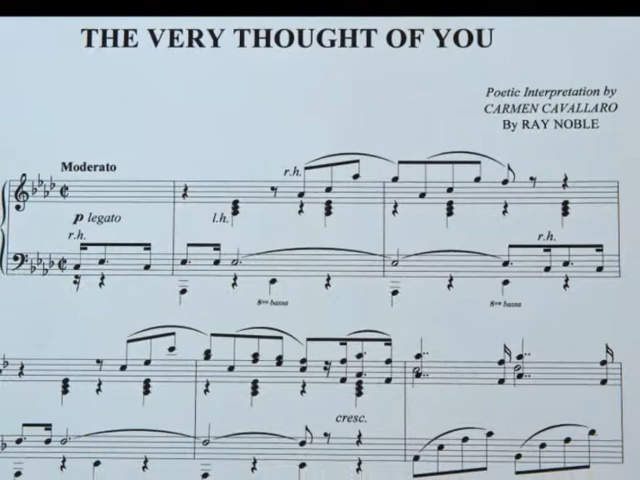 THE VERY THOUGHT OF YOU
Poetic Interpretation by
CARMEN CAVALLARO
By RAY NOBLE
Moderato
r.h.
p legato
l.h.
r.h.
r.h.
8va bassa
8va bassa
cresc.